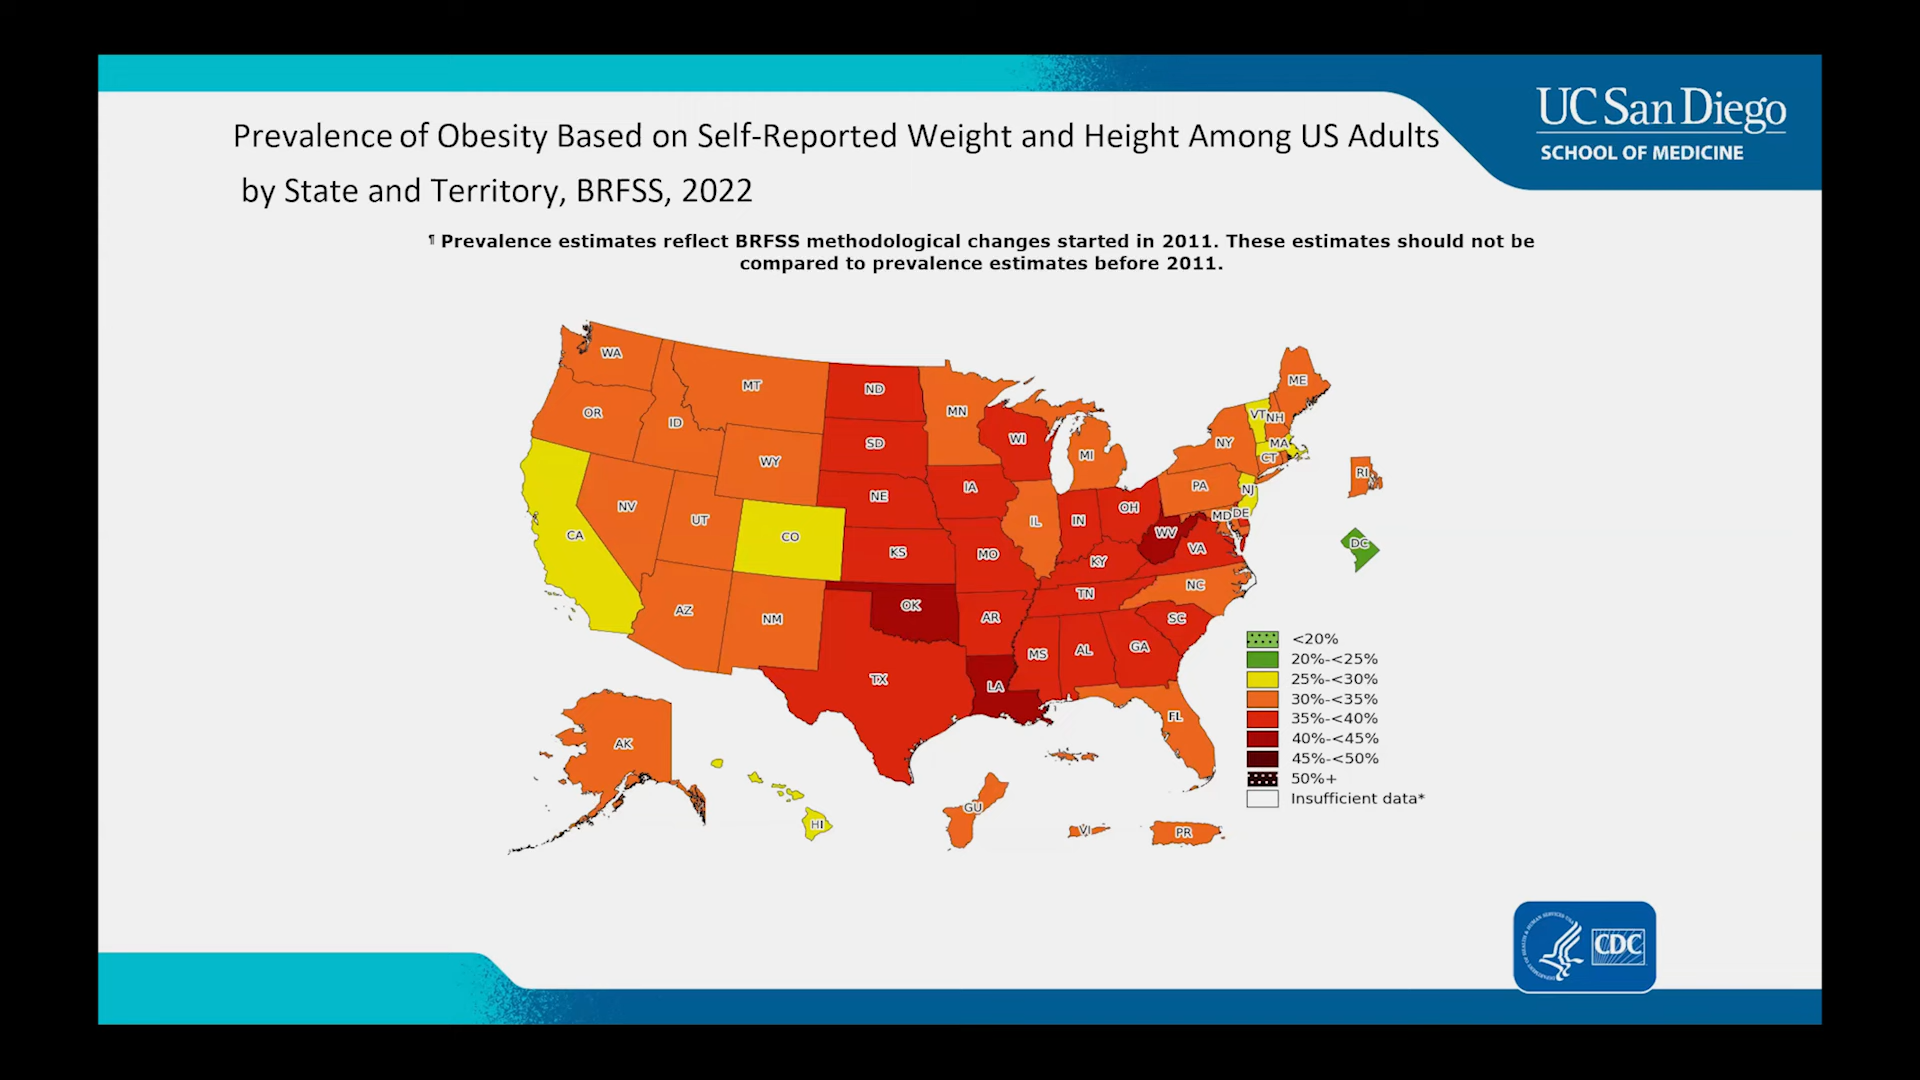 UC San Diego
SCHOOL OF MEDICINE
Prevalence of Obesity Based on Self-Reported Weight and Height Among US Adults
by State and Territory, BRFSS, 2022
¶ Prevalence estimates reflect BRFSS methodological changes started in 2011. These estimates should not be
compared to prevalence estimates before 2011.
WA
MT
ND
MN
ME
OR
ID
SD
WI
VT
NH
WY
MI
NY
MA
CT
RI
NV
UT
NE
IA
PA
NJ
CA
CO
KS
MO
IL
IN
OH
WV
MD
DE
DC
VA
KY
AZ
NM
OK
AR
TN
NC
SC
TX
LA
MS
AL
GA
FL
AK
HI
GU
VI
PR
<20%
20%-<25%
25%-<30%
30%-<35%
35%-<40%
40%-<45%
45%-<50%
50%+
Insufficient data*
CDC